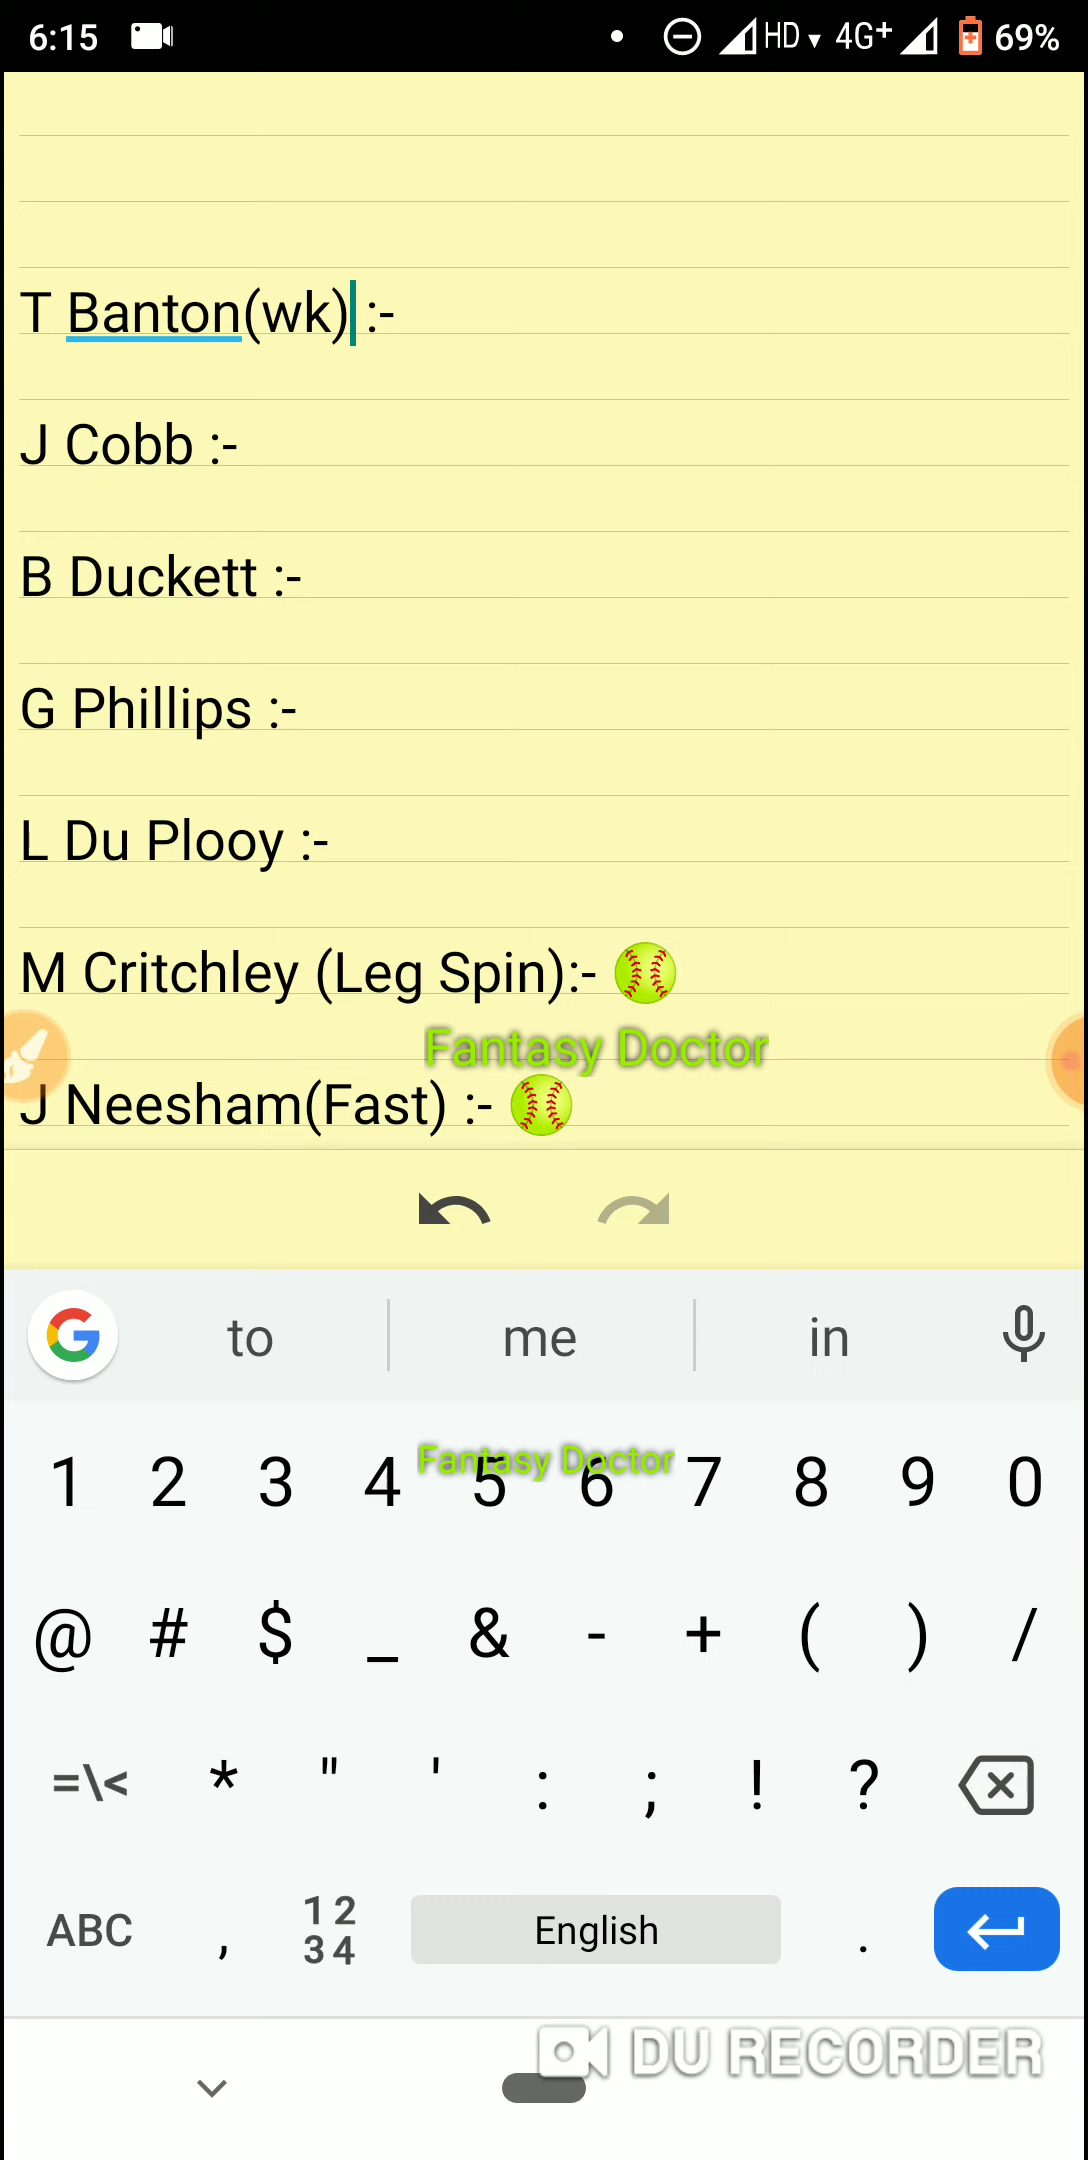 6:15 HD 4G+ 69%
T Banton(wk) :-
J Cobb :-
B Duckett :-
G Phillips :-
L Du Plooy :-
M Critchley (Leg Spin):- 🥎
Fantasy Doctor
J Neesham(Fast) :- 🥎
to me in
Fantasy Doctor
1 2 3 4 5 6 7 8 9 0
@ # $ _ & - + ( ) /
=\< * " ' : ; ! ?
ABC , 12 34 English .
DU RECORDER